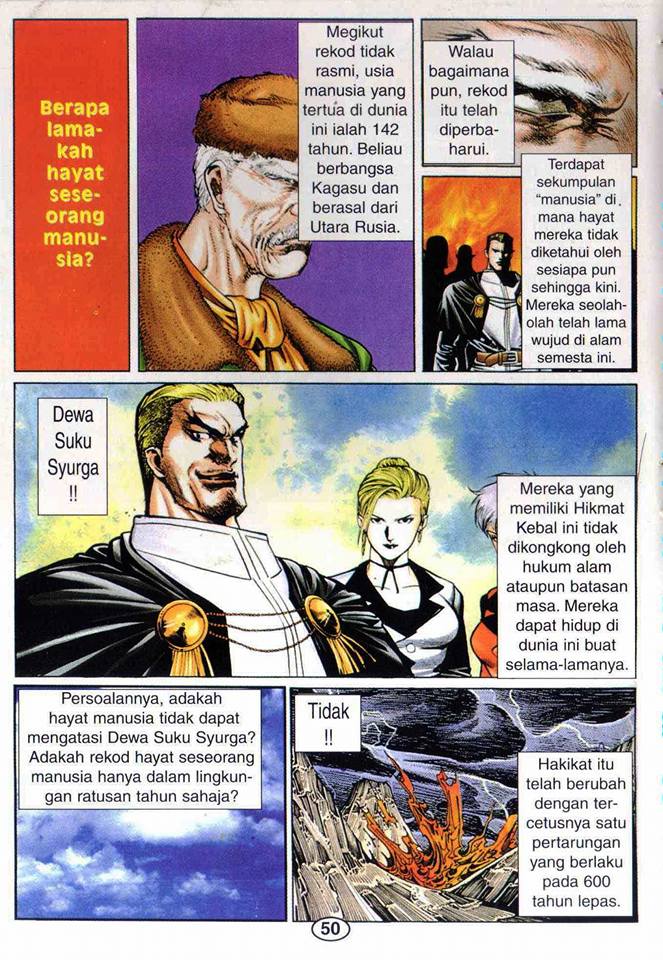 Berapa
lama-
kah
hayat
sese-
orang
manu-
sia?
Megikut
rekod tidak
rasmi, usia
manusia yang
tertua di dunia
ini ialah 142
tahun. Beliau
berbangsa
Kagasu dan
berasal dari
Utara Rusia.
Walau
bagaimana
pun, rekod
itu telah
diperba-
harui.
Terdapat
sekumpulan
“manusia” di
mana hayat
mereka tidak
diketahui oleh
sesiapa pun
sehingga kini.
Mereka seolah-
olah telah lama
wujud di alam
semesta ini.
Dewa
Suku
Syurga
!!
Mereka yang
memiliki Hikmat
Kebal ini tidak
dikongkong oleh
hukum alam
ataupun batasan
masa. Mereka
dapat hidup di
dunia ini buat
selama-lamanya.
Persoalannya, adakah
hayat manusia tidak dapat
mengatasi Dewa Suku Syurga?
Adakah rekod hayat seseorang
manusia hanya dalam lingkun-
gan ratusan tahun sahaja?
Tidak
!!
Hakikat itu
telah berubah
dengan ter-
cetusnya satu
pertarungan
yang berlaku
pada 600
tahun lepas.
50